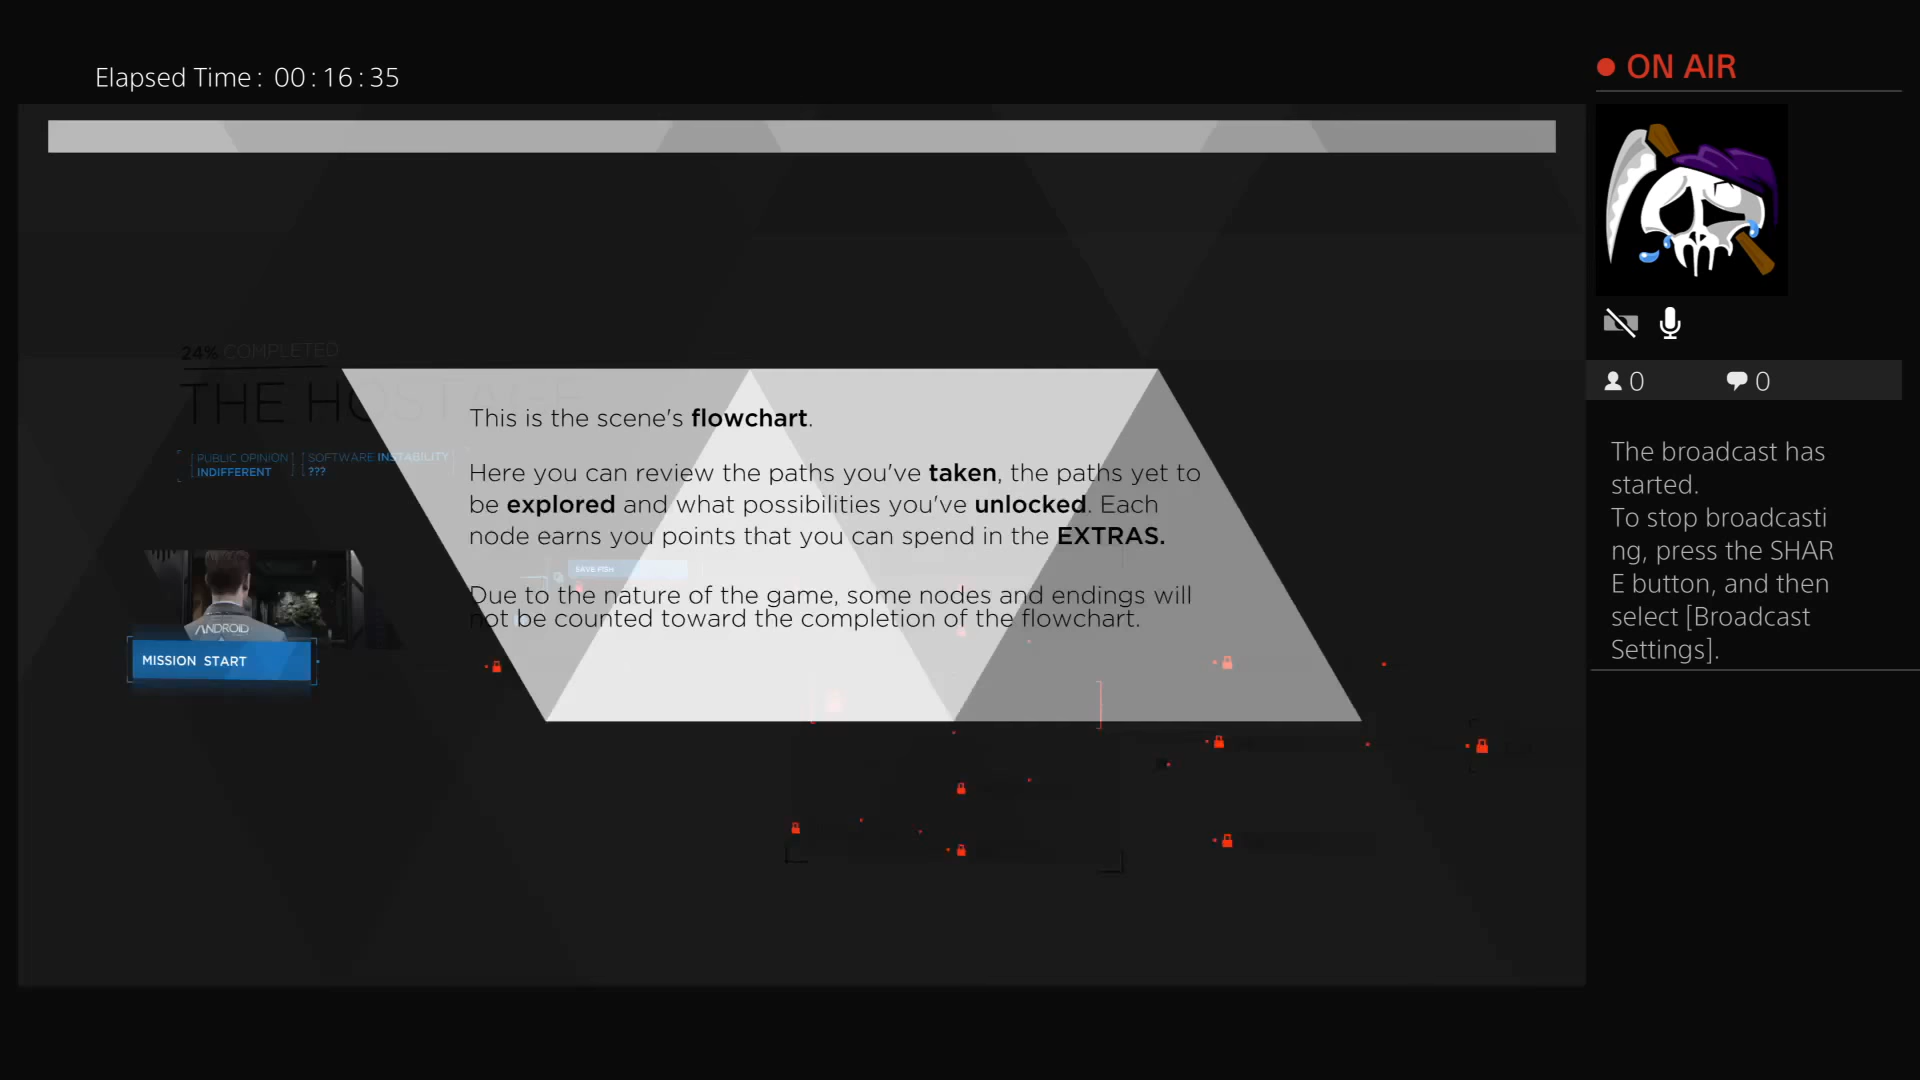 Elapsed Time: 00:16:35
ON AIR
24% COMPLETED
THE HOSTAGE
PUBLIC OPINION
INDIFFERENT
SOFTWARE INSTABILITY
???
This is the scene's flowchart.
Here you can review the paths you've taken, the paths yet to
be explored and what possibilities you've unlocked. Each
node earns you points that you can spend in the EXTRAS.
SAVE FISH
Due to the nature of the game, some nodes and endings will
not be counted toward the completion of the flowchart.
ANDROID
MISSION START
0
0
The broadcast has
started.
To stop broadcasti
ng, press the SHAR
E button, and then
select [Broadcast
Settings].